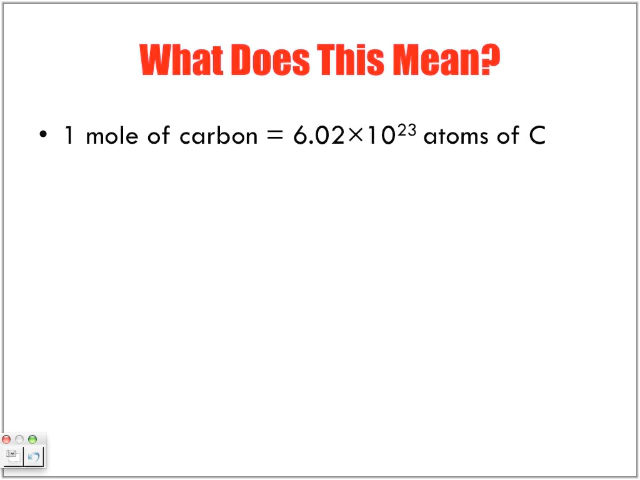 What Does This Mean?
• 1 mole of carbon = 6.02×10²³ atoms of C